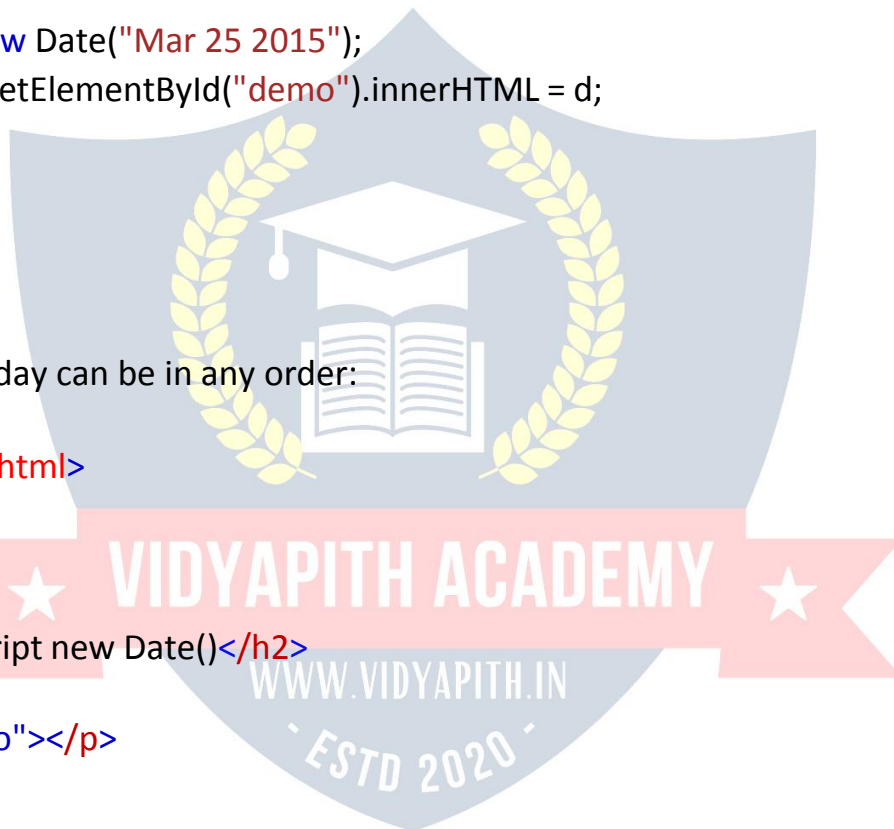 w Date("Mar 25 2015");
etElementById("demo").innerHTML = d;
day can be in any order:
html>
VIDYAPITH ACADEMY
ript new Date()</h2>
WWW.VIDYAPITH.IN
o"></p>
- ESTD 2020 -